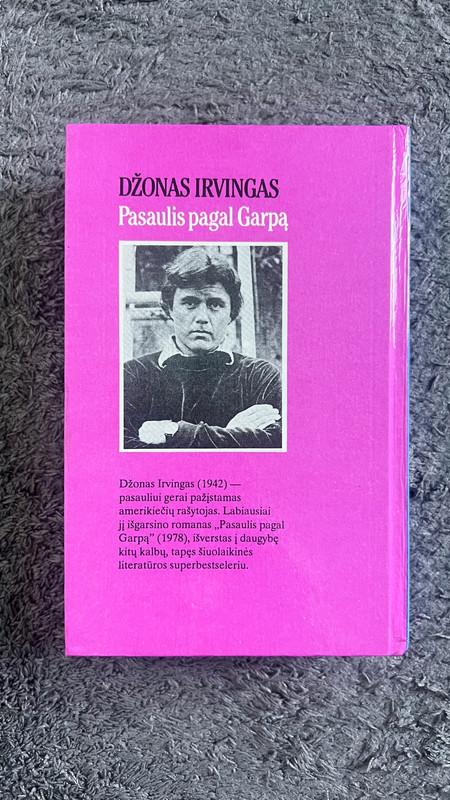 DŽONAS IRVINGAS
Pasaulis pagal Garpą
Džonas Irvingas (1942) —
pasauliui gerai pažįstamas
amerikiečių rašytojas. Labiausiai
jį išgarsino romanas „Pasaulis pagal
Garpą” (1978), išverstas į daugybę
kitų kalbų, tapęs šiuolaikinės
literatūros superbestseleriu.